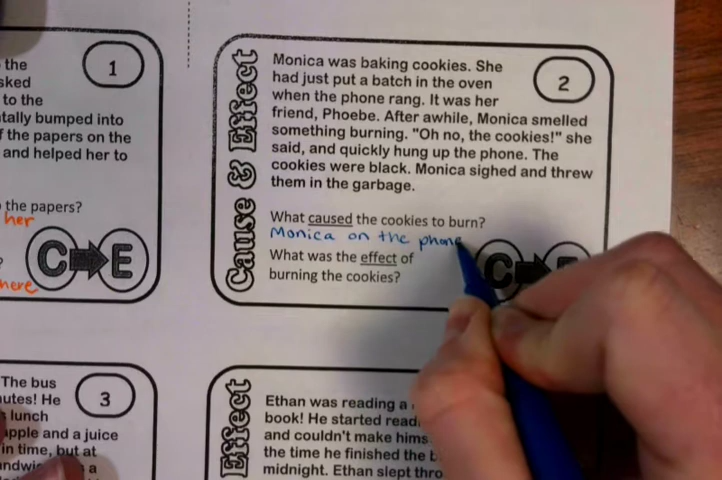 the
sked
to the
tally bumped into
f the papers on the
and helped her to
the papers?
her
?
here
1
C E
Cause & Effect
Monica was baking cookies. She
had just put a batch in the oven
when the phone rang. It was her
friend, Phoebe. After awhile, Monica smelled
something burning. "Oh no, the cookies!" she
said, and quickly hung up the phone. The
cookies were black. Monica sighed and threw
them in the garbage.
2
What caused the cookies to burn?
Monica on the phone
What was the effect of
burning the cookies?
C E
The bus
utes! He
s lunch
apple and a juice
in time, but at
andwi a
3
Effect
Ethan was reading a
book! He started readi
and couldn't make hims
the time he finished the b
midnight. Ethan slept thro